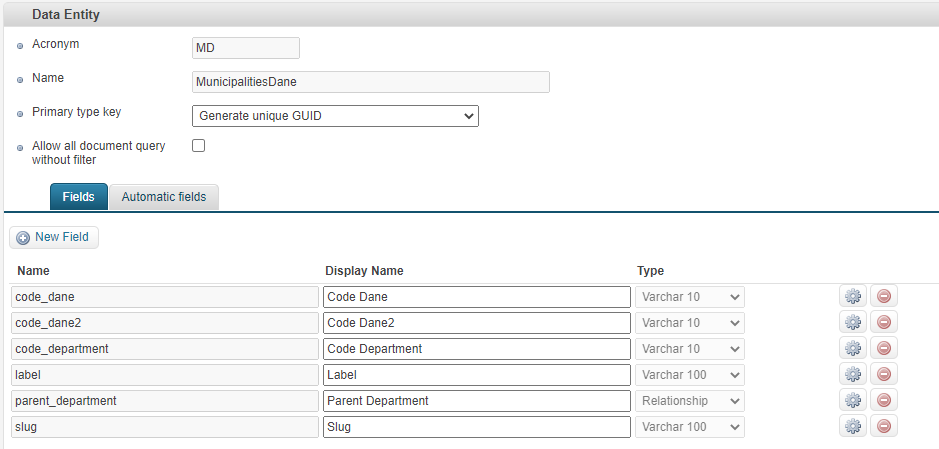 Data Entity
Acronym MD
Name MunicipalitiesDane
Primary type key Generate unique GUID
Allow all document query
without filter
Fields Automatic fields
New Field
Name Display Name Type
code_dane Code Dane Varchar 10
code_dane2 Code Dane2 Varchar 10
code_department Code Department Varchar 10
label Label Varchar 100
parent_department Parent Department Relationship
slug Slug Varchar 100